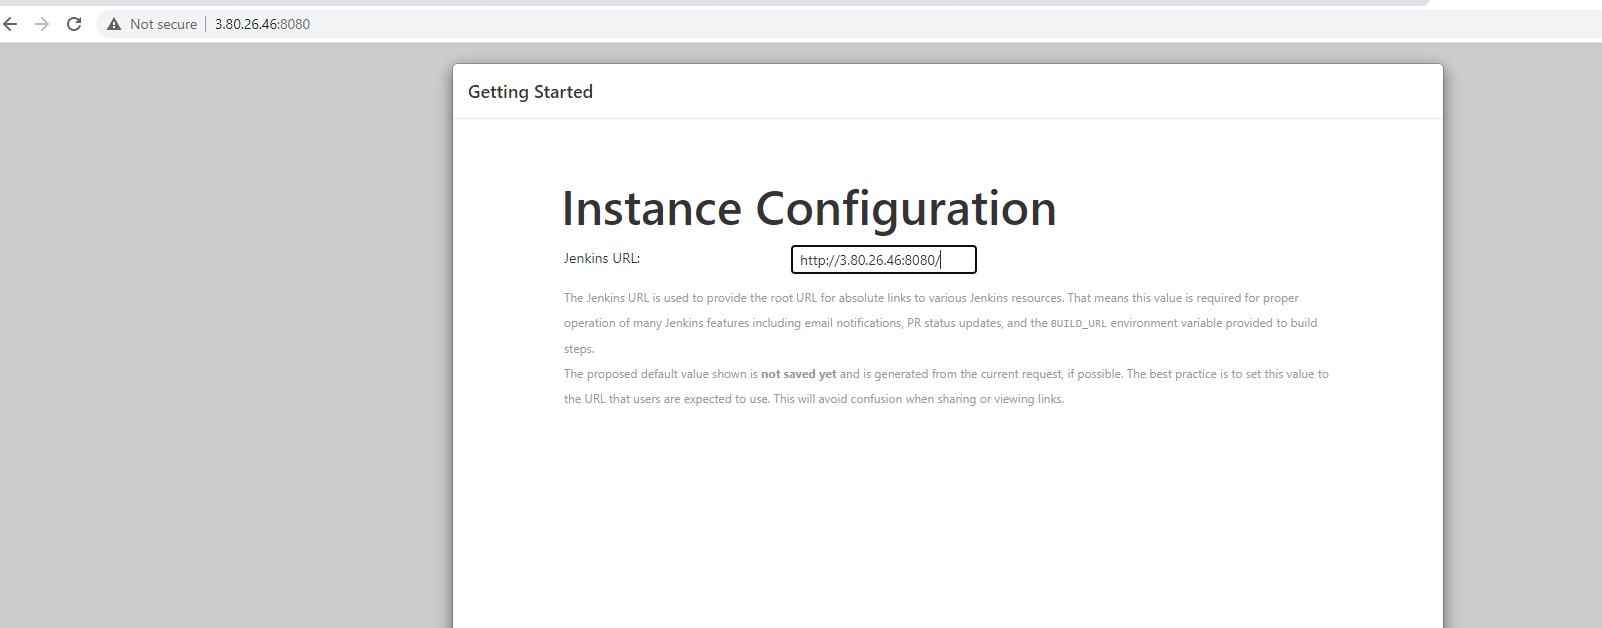 Not secure 3.80.26.46:8080
Getting Started
Instance Configuration
Jenkins URL: http://3.80.26.46:8080/
The Jenkins URL is used to provide the root URL for absolute links to various Jenkins resources. That means this value is required for proper
operation of many Jenkins features including email notifications, PR status updates, and the BUILD_URL environment variable provided to build
steps.
The proposed default value shown is not saved yet and is generated from the current request, if possible. The best practice is to set this value to
the URL that users are expected to use. This will avoid confusion when sharing or viewing links.